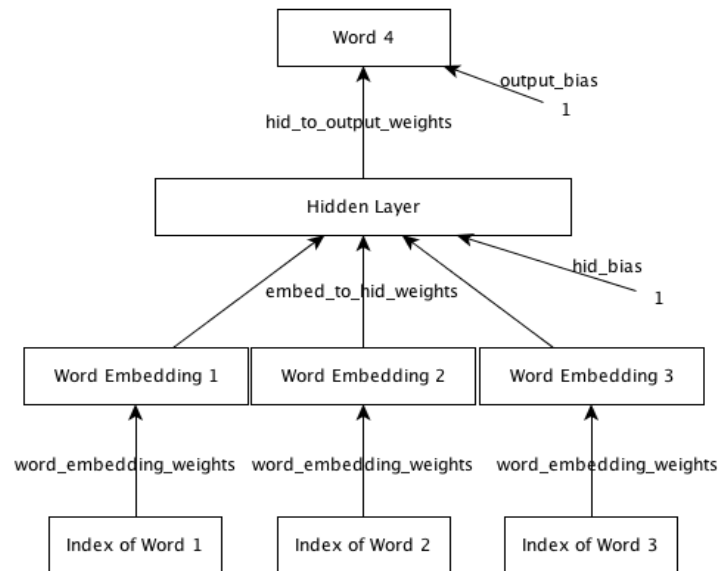 Word 4
output_bias
1
hid_to_output_weights
Hidden Layer
hid_bias
1
embed_to_hid_weights
Word Embedding 1
Word Embedding 2
Word Embedding 3
word_embedding_weights
word_embedding_weights
word_embedding_weights
Index of Word 1
Index of Word 2
Index of Word 3